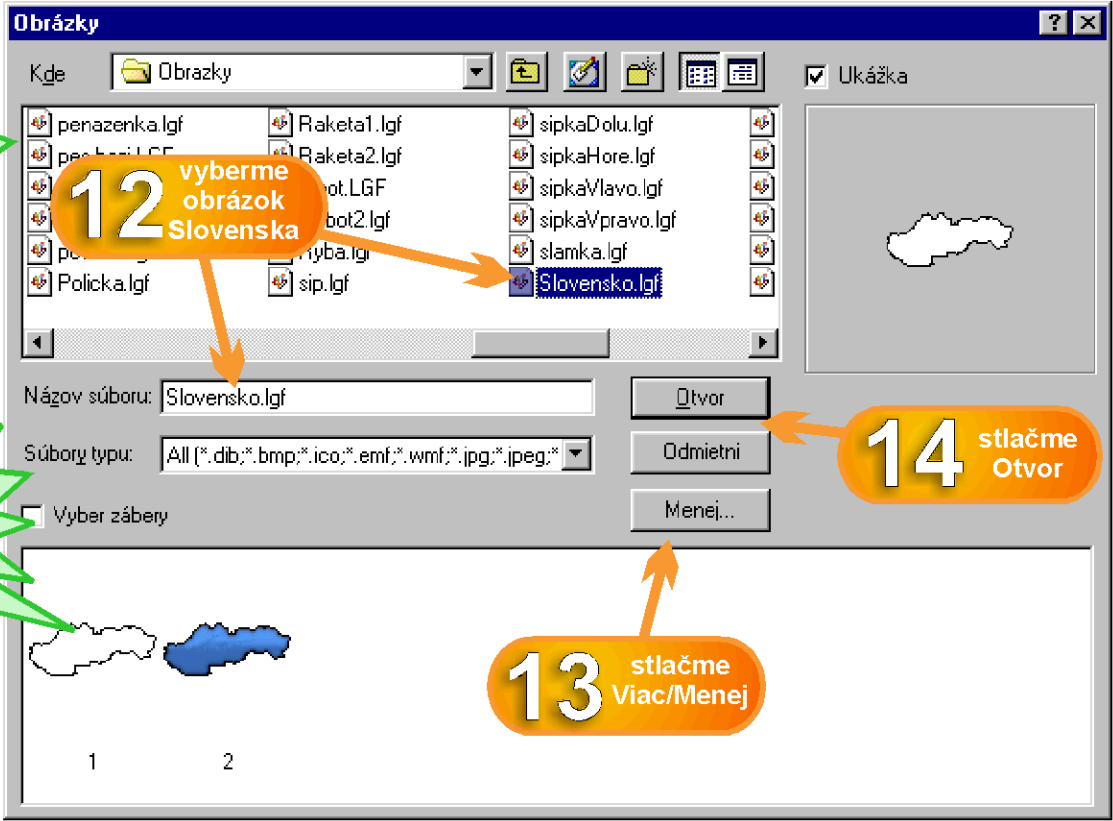 Obrázky
Kde Obrazky Ukážka
penazenka.lgf Raketa1.lgf sipkaDolu.lgf
Raketa2.lgf sipkaHore.lgf
sipkaVlavo.lgf
sipkaVpravo.lgf
slamka.lgf
Policka.lgf sip.lgf Slovensko.lgf
12 vyberme
obrázok
Slovenska
Názov súboru: Slovensko.lgf Otvor
Súbory typu: All (*.dib;*.bmp;*.ico;*.emf;*.wmf;*.jpg;*.jpeg;* Odmietni
14 stlačme
Otvor
Vyber zábery Menej...
13 stlačme
Viac/Menej
1 2